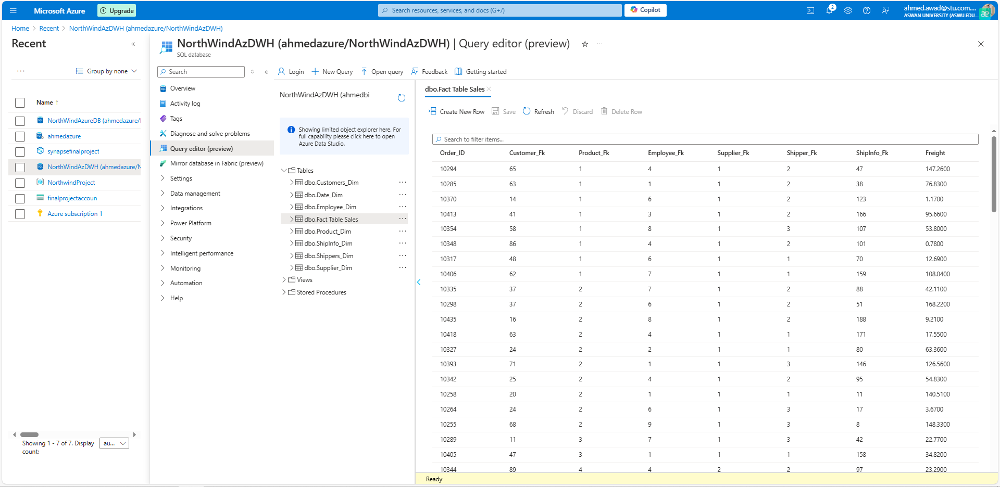 Microsoft Azure
Upgrade
Search resources, services, and docs (G+/)
Copilot
2
ahmed.awad@stu.com....
ASWAN UNIVERSITY (ASWU.EDU...
Home > Recent > NorthWindAzDWH (ahmedazure/NorthWindAzDWH)
Recent
Group by none
Name ↑
NorthWindAzureDB (ahmedazure/
ahmedazure
synapsefinalproject
NorthWindAzDWH (ahmedazure/N
NorthwindProject
finalprojectaccoun
Azure subscription 1
Showing 1 - 7 of 7. Display
count:
au...
NorthWindAzDWH (ahmedazure/NorthWindAzDWH) | Query editor (preview)
SQL database
Search
Overview
Activity log
Tags
Diagnose and solve problems
Query editor (preview)
Mirror database in Fabric (preview)
Settings
Data management
Integrations
Power Platform
Security
Intelligent performance
Monitoring
Automation
Help
Login
New Query
Open query
Feedback
Getting started
NorthWindAzDWH (ahmedbi
Showing limited object explorer here. For
full capability please click here to open
Azure Data Studio.
Tables
dbo.Customers_Dim
dbo.Date_Dim
dbo.Employee_Dim
dbo.Fact Table Sales
dbo.Product_Dim
dbo.ShipInfo_Dim
dbo.Shippers_Dim
dbo.Supplier_Dim
Views
Stored Procedures
dbo.Fact Table Sales
Create New Row Save Refresh Discard Delete Row
Search to filter items...
Order_ID Customer_Fk Product_Fk Employee_Fk Supplier_Fk Shipper_Fk ShipInfo_Fk Freight
10294 65 1 4 1 2 47 147.2600
10285 63 1 1 1 2 38 76.8300
10370 14 1 6 1 2 123 1.1700
10413 41 1 3 1 2 166 95.6600
10354 58 1 8 1 3 107 53.8000
10348 86 1 4 1 2 101 0.7800
10317 48 1 6 1 1 70 12.6900
10406 62 1 7 1 1 159 108.0400
10335 37 2 7 1 2 88 42.1100
10298 37 2 6 1 2 51 168.2200
10435 16 2 8 1 2 188 9.2100
10418 63 2 4 1 1 171 17.5500
10327 24 2 2 1 1 80 63.3600
10393 71 2 1 1 3 146 126.5600
10342 25 2 4 1 2 95 54.8300
10258 20 2 1 1 1 11 140.5100
10264 24 2 6 1 3 17 3.6700
10255 68 2 9 1 3 8 148.3300
10289 11 3 7 1 3 42 22.7700
10405 47 3 1 1 1 158 34.8200
10344 89 4 4 2 2 97 23.2900
Ready